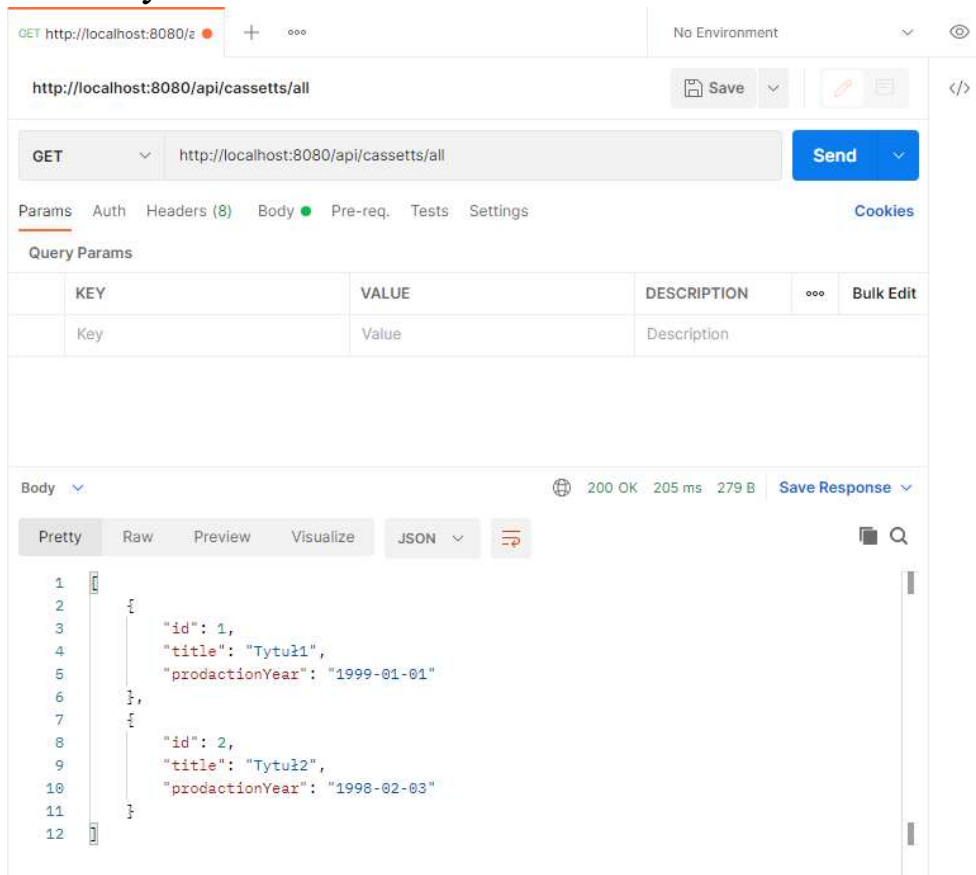 GET http://localhost:8080/a
No Environment
http://localhost:8080/api/cassetts/all
Save
GET http://localhost:8080/api/cassetts/all Send
Params Auth Headers (8) Body Pre-req. Tests Settings Cookies
Query Params
KEY VALUE DESCRIPTION Bulk Edit
Key Value Description
Body 200 OK 205 ms 279 B Save Response
Pretty Raw Preview Visualize JSON
1 [
2 {
3 "id": 1,
4 "title": "Tytuł1",
5 "prodactionYear": "1999-01-01"
6 },
7 {
8 "id": 2,
9 "title": "Tytuł2",
10 "prodactionYear": "1998-02-03"
11 }
12 ]